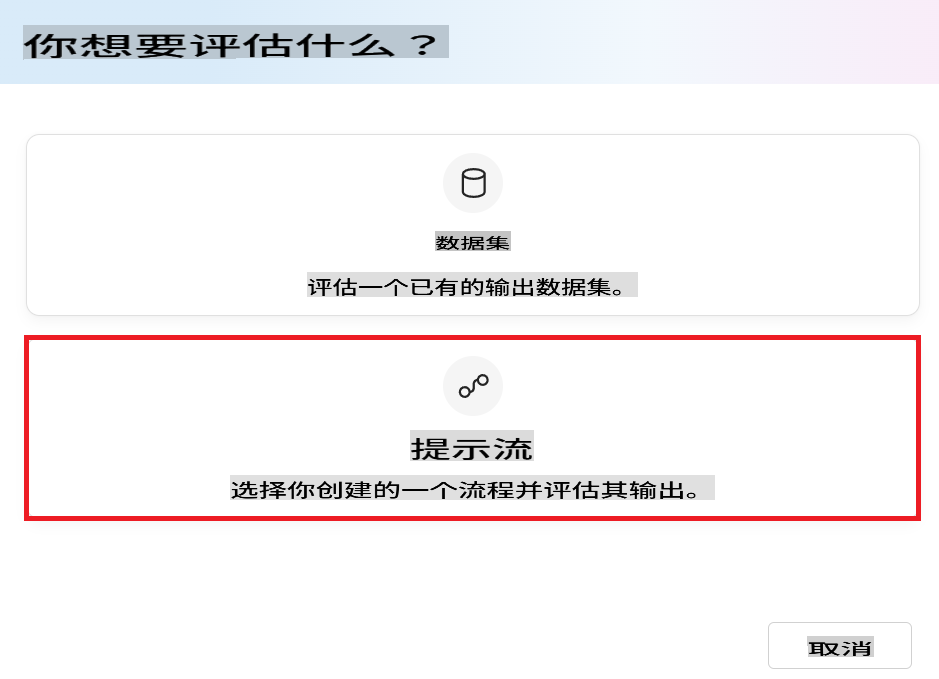 你想要评估什么？
数据集
评估一个已有的输出数据集。
提示流
选择你创建的一个流程并评估其输出。
取消